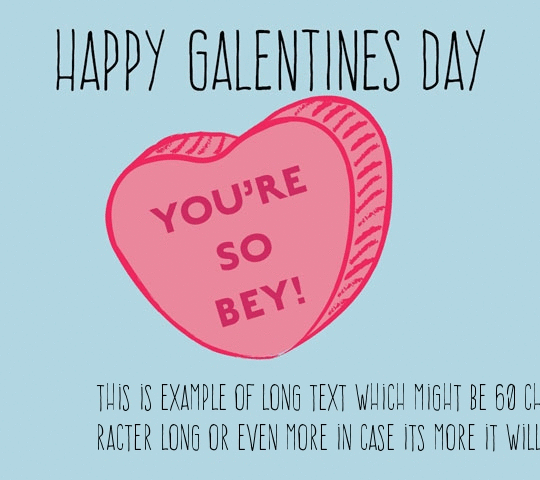 HAPPY GALENTINES DAY
YOU'RE
SO
BEY!
THIS IS EXAMPLE OF LONG TEXT WHICH MIGHT BE 60 CH
RACTER LONG OR EVEN MORE IN CASE ITS MORE IT WILL